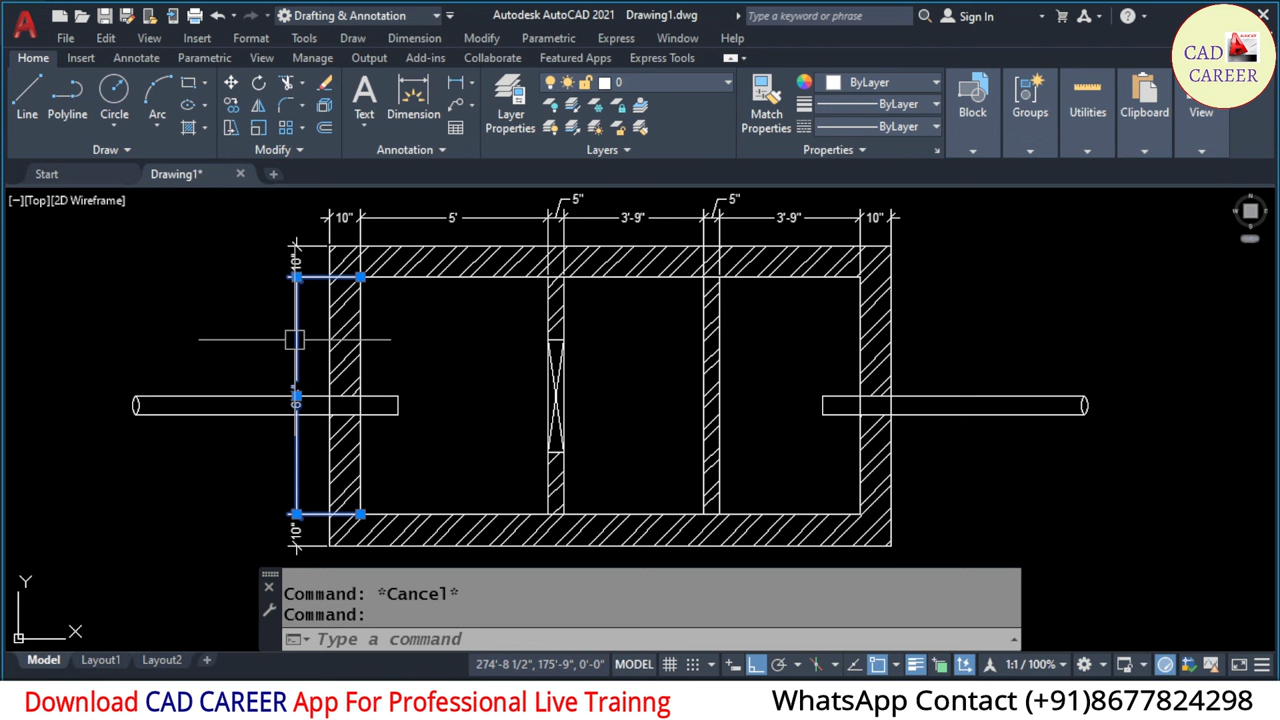 Drafting & Annotation
Autodesk AutoCAD 2021 Drawing1.dwg
Type a keyword or phrase
Sign In
File Edit View Insert Format Tools Draw Dimension Modify Parametric Express Window Help
CAD
CAREER
Home Insert Annotate Parametric View Manage Output Add-ins Collaborate Featured Apps Express Tools
0
ByLayer
ByLayer
ByLayer
Line Polyline Circle Arc
Text Dimension
Layer
Properties
Match
Properties
Block Groups Utilities Clipboard View
Draw Modify Annotation Layers Properties
Start Drawing1*
[−][Top][2D Wireframe]
N
W
E
S
5" 5"
10" 5' 3'-9" 3'-9" 10"
10"
10"
Command: *Cancel*
Command:
Type a command
Y
X
Model Layout1 Layout2 +
274'-8 1/2", 175'-9", 0'-0" MODEL 1:1 / 100%
Download CAD CAREER App For Professional Live Trainng
WhatsApp Contact (+91)8677824298